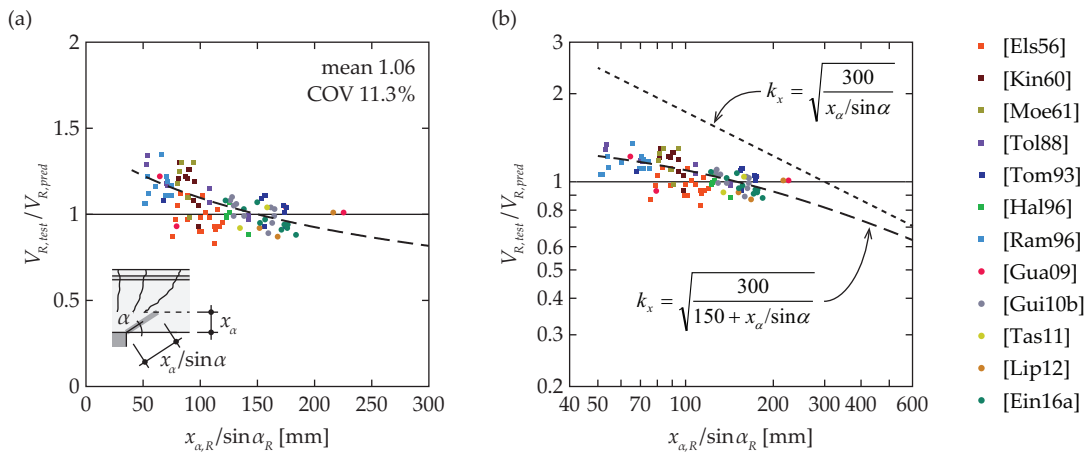 (a)
2
1.5
1
0.5
0
0
50
100
150
200
250
300
V_{R,test}/V_{R,pred}
x_{α,R}/sinα_R [mm]
mean 1.06
COV 11.3%
α
x_α
x_α/sinα
(b)
3
2
1
0.8
0.6
0.5
0.4
0.3
0.2
40
50
70
100
200
300
400
600
V_{R,test}/V_{R,pred}
x_{α,R}/sinα_R [mm]
k_x = √(300/(x_α/sinα))
k_x = √(300/(150 + x_α/sinα))
[Els56]
[Kin60]
[Moe61]
[Tol88]
[Tom93]
[Hal96]
[Ram96]
[Gua09]
[Gui10b]
[Tas11]
[Lip12]
[Ein16a]